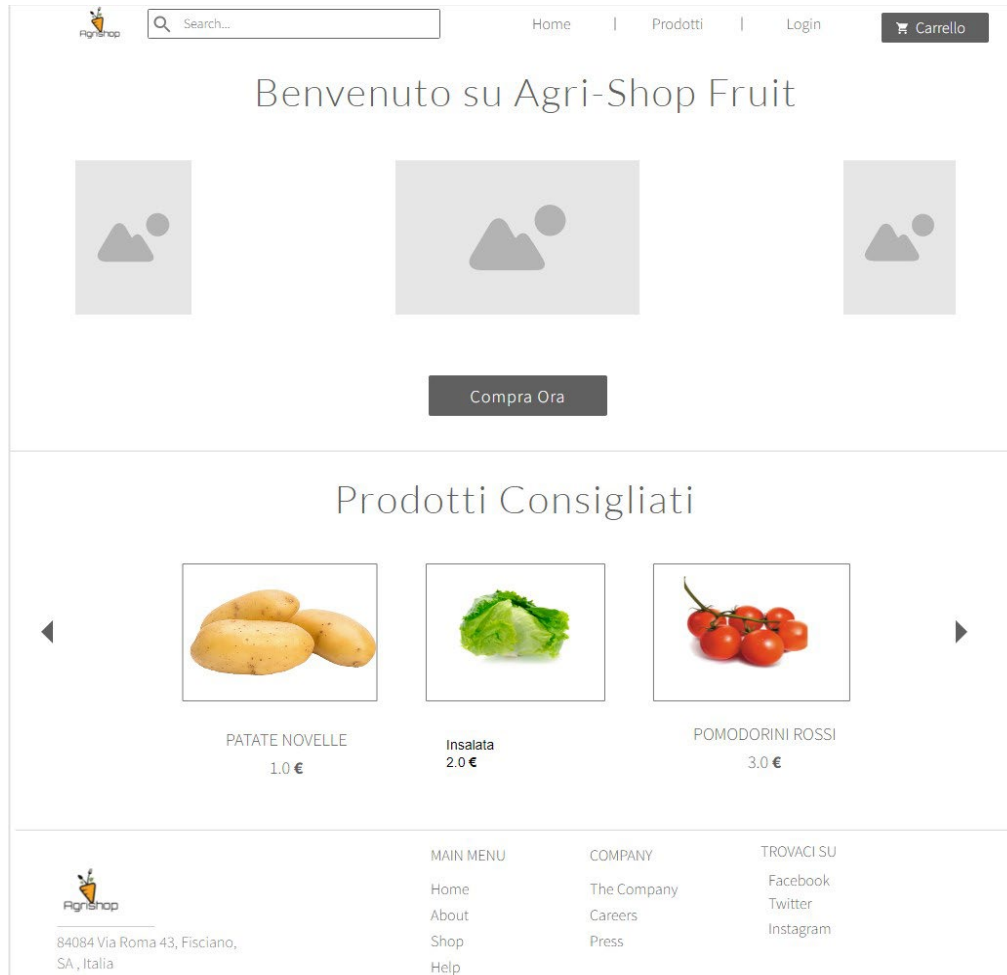 Agrishop
Search...
Home | Prodotti | Login
Carrello
Benvenuto su Agri-Shop Fruit
Compra Ora
Prodotti Consigliati
PATATE NOVELLE
1.0 €
Insalata
2.0 €
POMODORINI ROSSI
3.0 €
Agrishop
84084 Via Roma 43, Fisciano,
SA , Italia
MAIN MENU
Home
About
Shop
Help
COMPANY
The Company
Careers
Press
TROVACI SU
Facebook
Twitter
Instagram